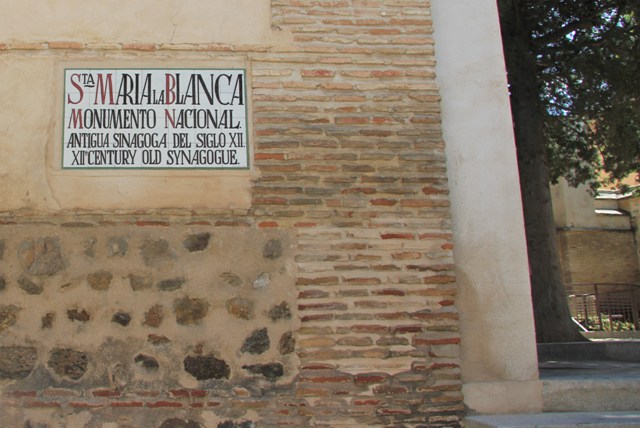 STA MARIA LA BLANCA
MONUMENTO NACIONAL.
ANTIGUA SINAGOGA DEL SIGLO XII.
XIIth CENTURY OLD SYNAGOGUE.